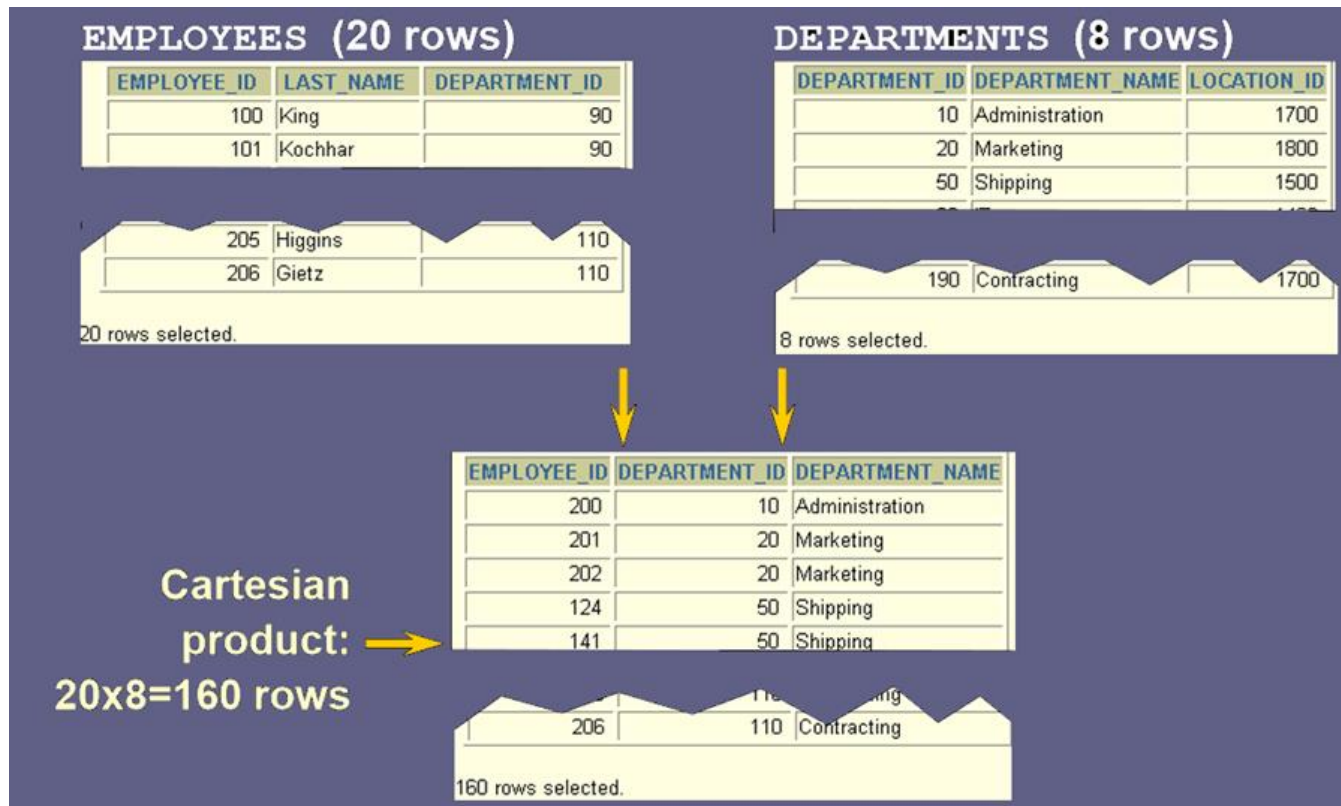 EMPLOYEES (20 rows)
EMPLOYEE_ID LAST_NAME DEPARTMENT_ID
100 King 90
101 Kochhar 90
205 Higgins 110
206 Gietz 110
20 rows selected.
DEPARTMENTS (8 rows)
DEPARTMENT_ID DEPARTMENT_NAME LOCATION_ID
10 Administration 1700
20 Marketing 1800
50 Shipping 1500
190 Contracting 1700
8 rows selected.
EMPLOYEE_ID DEPARTMENT_ID DEPARTMENT_NAME
200 10 Administration
201 20 Marketing
202 20 Marketing
124 50 Shipping
141 50 Shipping
206 110 Contracting
160 rows selected.
Cartesian
product:
20x8=160 rows